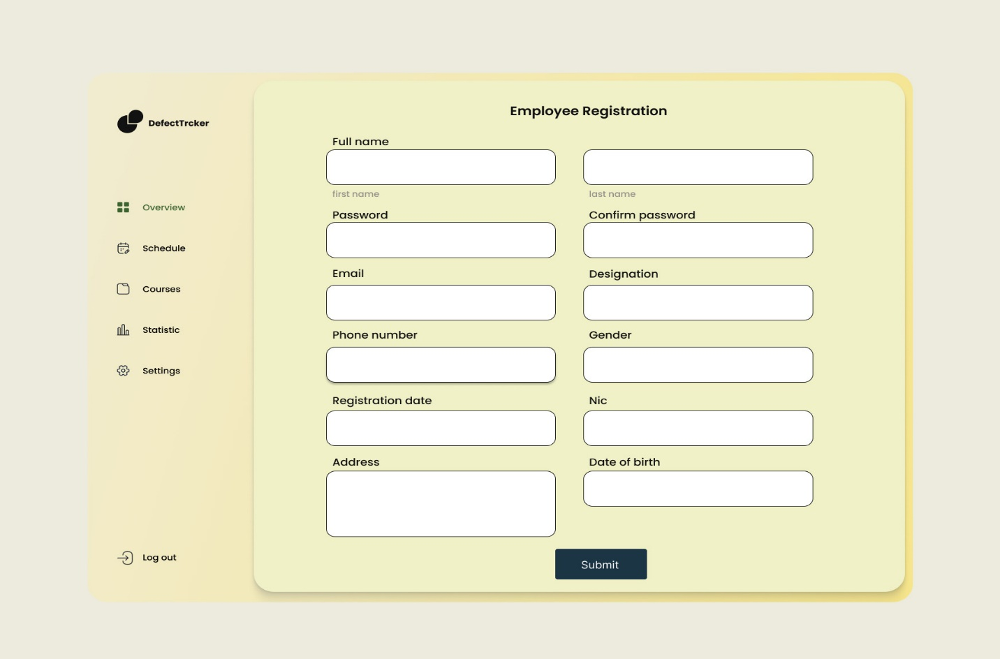 DefectTrcker
Overview
Schedule
Courses
Statistic
Settings
Log out
Employee Registration
Full name
first name
last name
Password
Confirm password
Email
Designation
Phone number
Gender
Registration date
Nic
Address
Date of birth
Submit